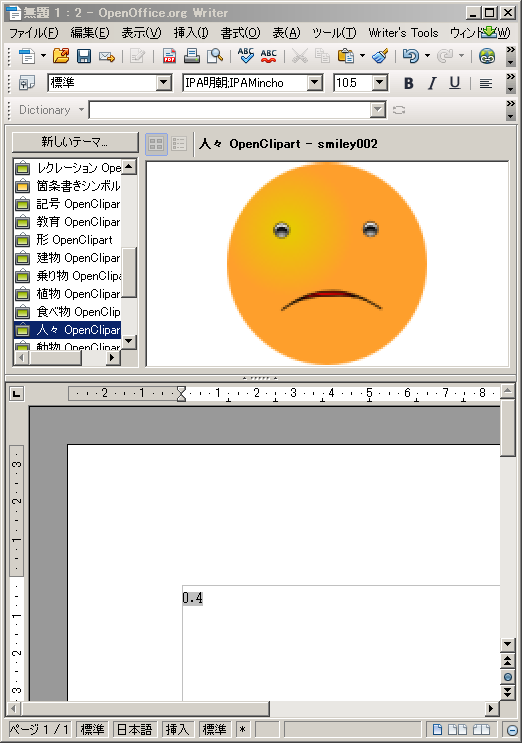 無題 1 : 2 - OpenOffice.org Writer
ファイル(F) 編集(E) 表示(V) 挿入(I) 書式(O) 表(A) ツール(T) Writer's Tools ウィンドウ(W)
標準 IPA明朝;IPAMincho 10.5 B I U
Dictionary
新しいテーマ...
人々 OpenClipart - smiley002
レクレーション Ope
箇条書きシンボル
記号 OpenClipar
教育 OpenClipar
形 OpenClipart
建物 OpenClipar
乗り物 OpenClipar
植物 OpenClipar
食べ物 OpenClip
人々 OpenClipar
動物 OpenClipar
2 1 1 2 3 4 5 6 7 8
3
2
1
1
2
3
0.4
ページ 1 / 1 標準 日本語 挿入 標準 *